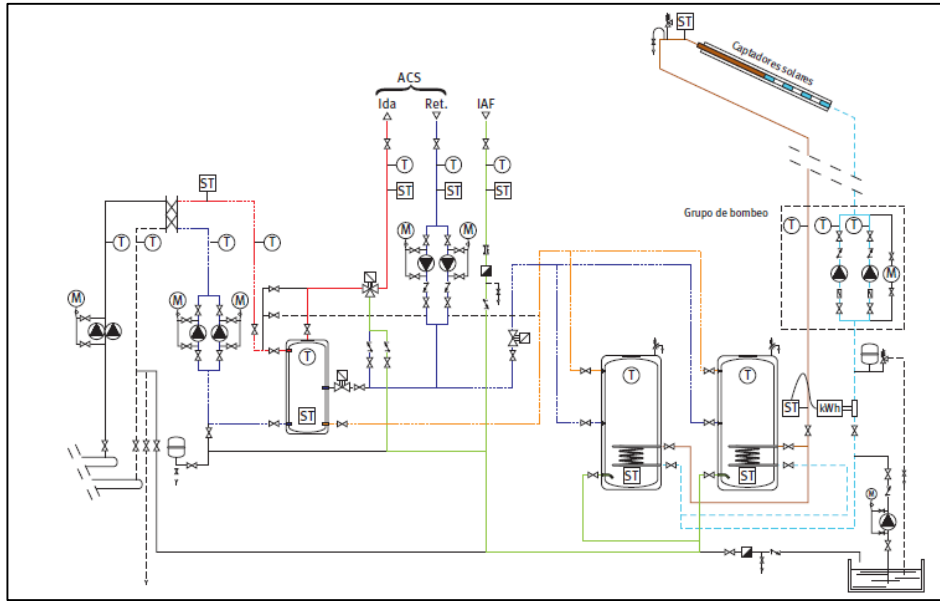 ST
Captadores solares
ACS
Ida Ret. IAF
T T T
ST ST ST ST
Grupo de bombeo
T T T
T T T T
M M M
M M M M
T
T T
ST kWh
ST
ST ST
M